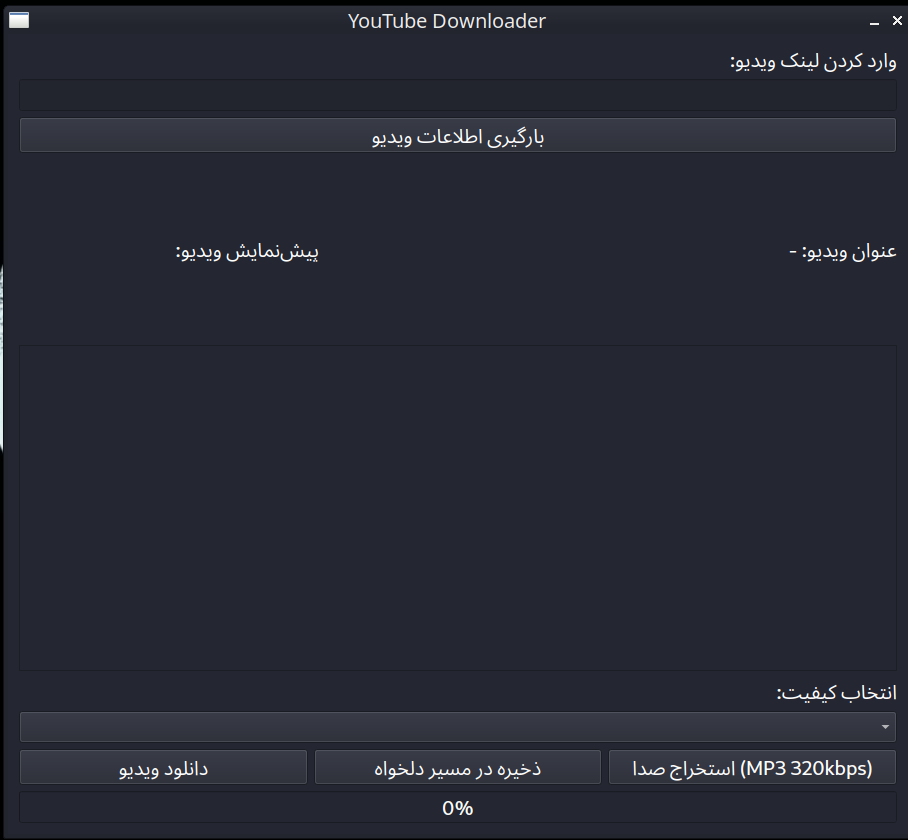 YouTube Downloader
وارد کردن لینک ویدیو:
بارگیری اطلاعات ویدیو
عنوان ویدیو: -
پیش‌نمایش ویدیو:
انتخاب کیفیت:
استخراج صدا (MP3 320kbps)
ذخیره در مسیر دلخواه
دانلود ویدیو
0%